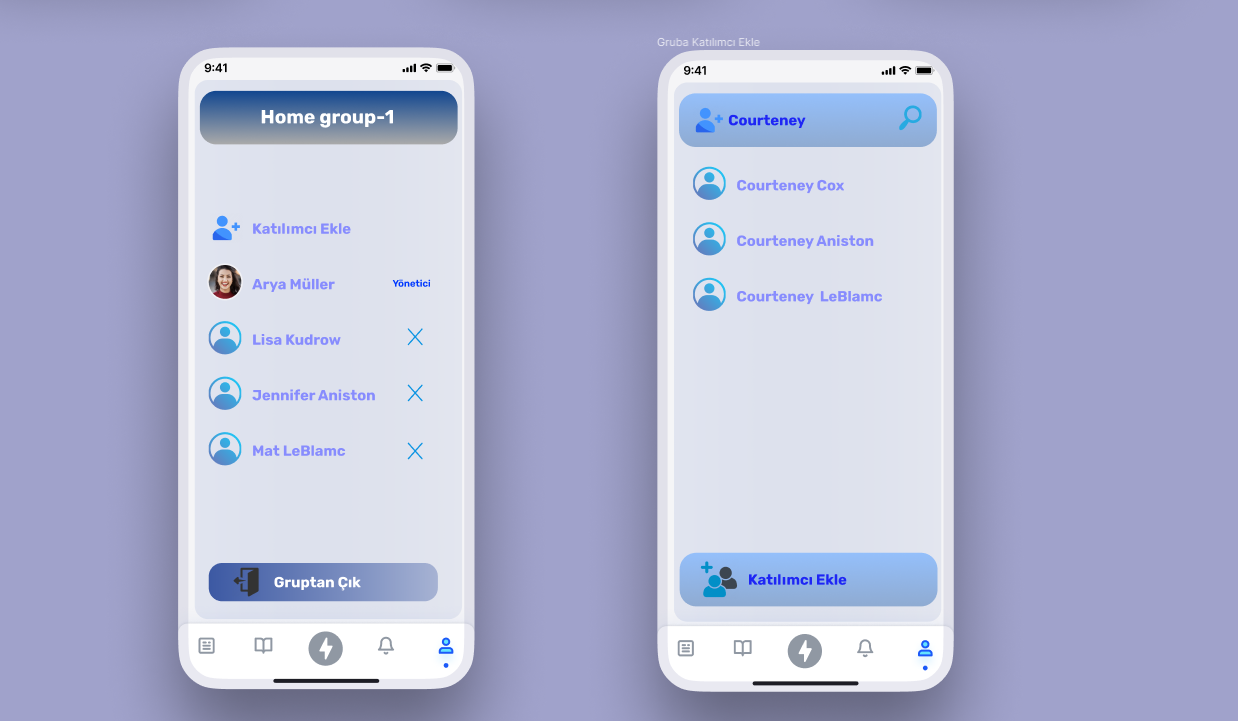 Gruba Katılımcı Ekle
9:41
Home group-1
Katılımcı Ekle
Arya Müller
Yönetici
Lisa Kudrow
Jennifer Aniston
Mat LeBlamc
Gruptan Çık
9:41
Courteney
Courteney Cox
Courteney Aniston
Courteney LeBlamc
Katılımcı Ekle